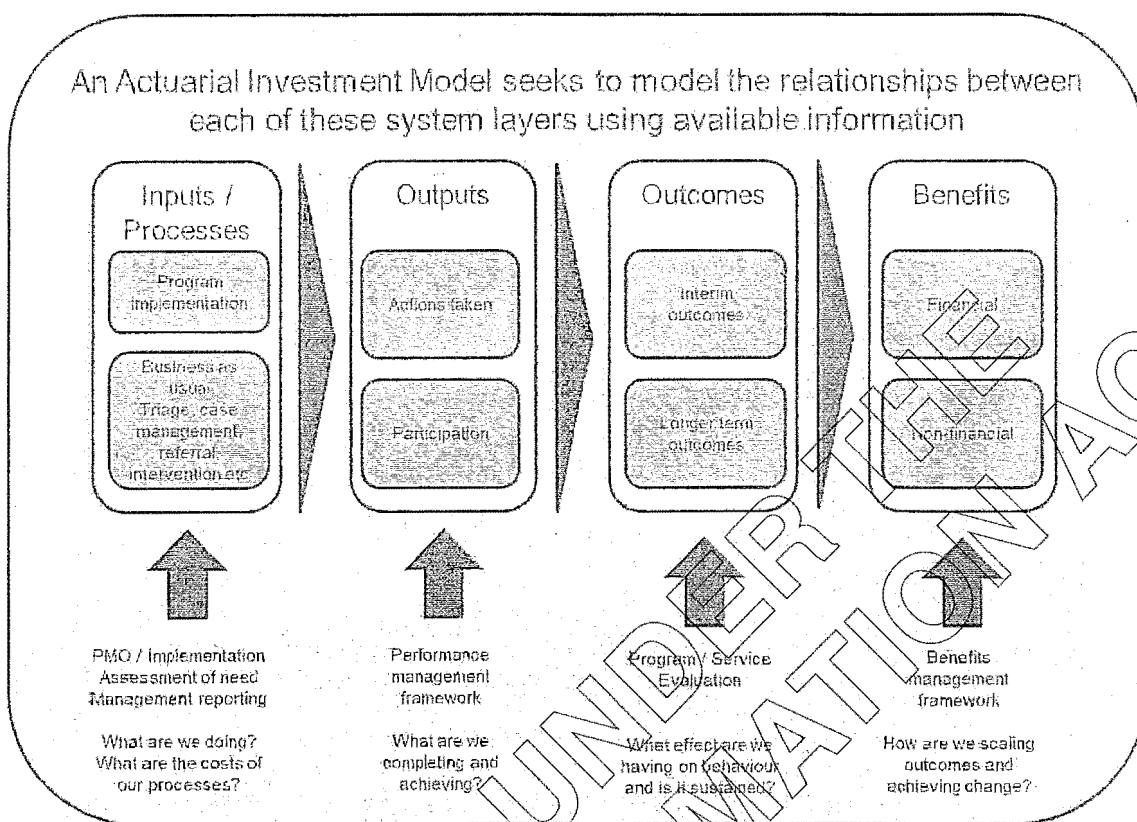 An Actuarial Investment Model seeks to model the relationships between
each of these system layers using available information
Inputs /
Processes
Program
implementation
Business as
usual
Triage, case
management,
referral
intervention etc
Outputs
Actions taken
Participation
Outcomes
Interim
outcomes
Longer term
outcomes
Benefits
Financial
Non-financial
PMO / Implementation
Assessment of need
Management reporting
What are we doing?
What are the costs of
our processes?
Performance
management
framework
What are we
completing and
achieving?
Program / Service
Evaluation
What effect are we
having on behaviour
and is it sustained?
Benefits
management
framework
How are we scaling
outcomes and
achieving change?
UNDER THE
MATION AC